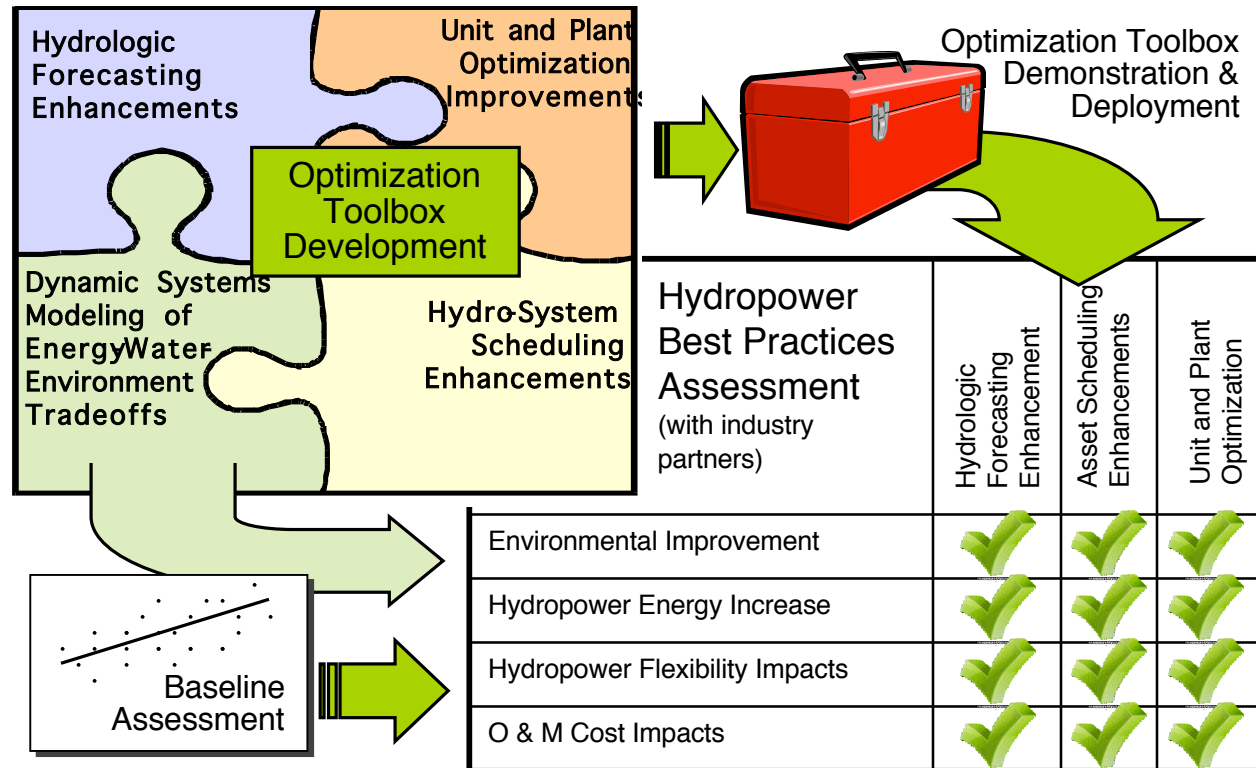 Hydrologic
Forecasting
Enhancements
Unit and Plant
Optimization
Improvements
Optimization
Toolbox
Development
Dynamic Systems
Modeling of
Energy-Water-
Environment
Tradeoffs
Hydro-System
Scheduling
Enhancements
Optimization Toolbox
Demonstration &
Deployment
Hydropower
Best Practices
Assessment
(with industry
partners)
Hydrologic
Forecasting
Enhancement
Asset Scheduling
Enhancements
Unit and Plant
Optimization
Environmental Improvement
Hydropower Energy Increase
Hydropower Flexibility Impacts
O & M Cost Impacts
Baseline
Assessment